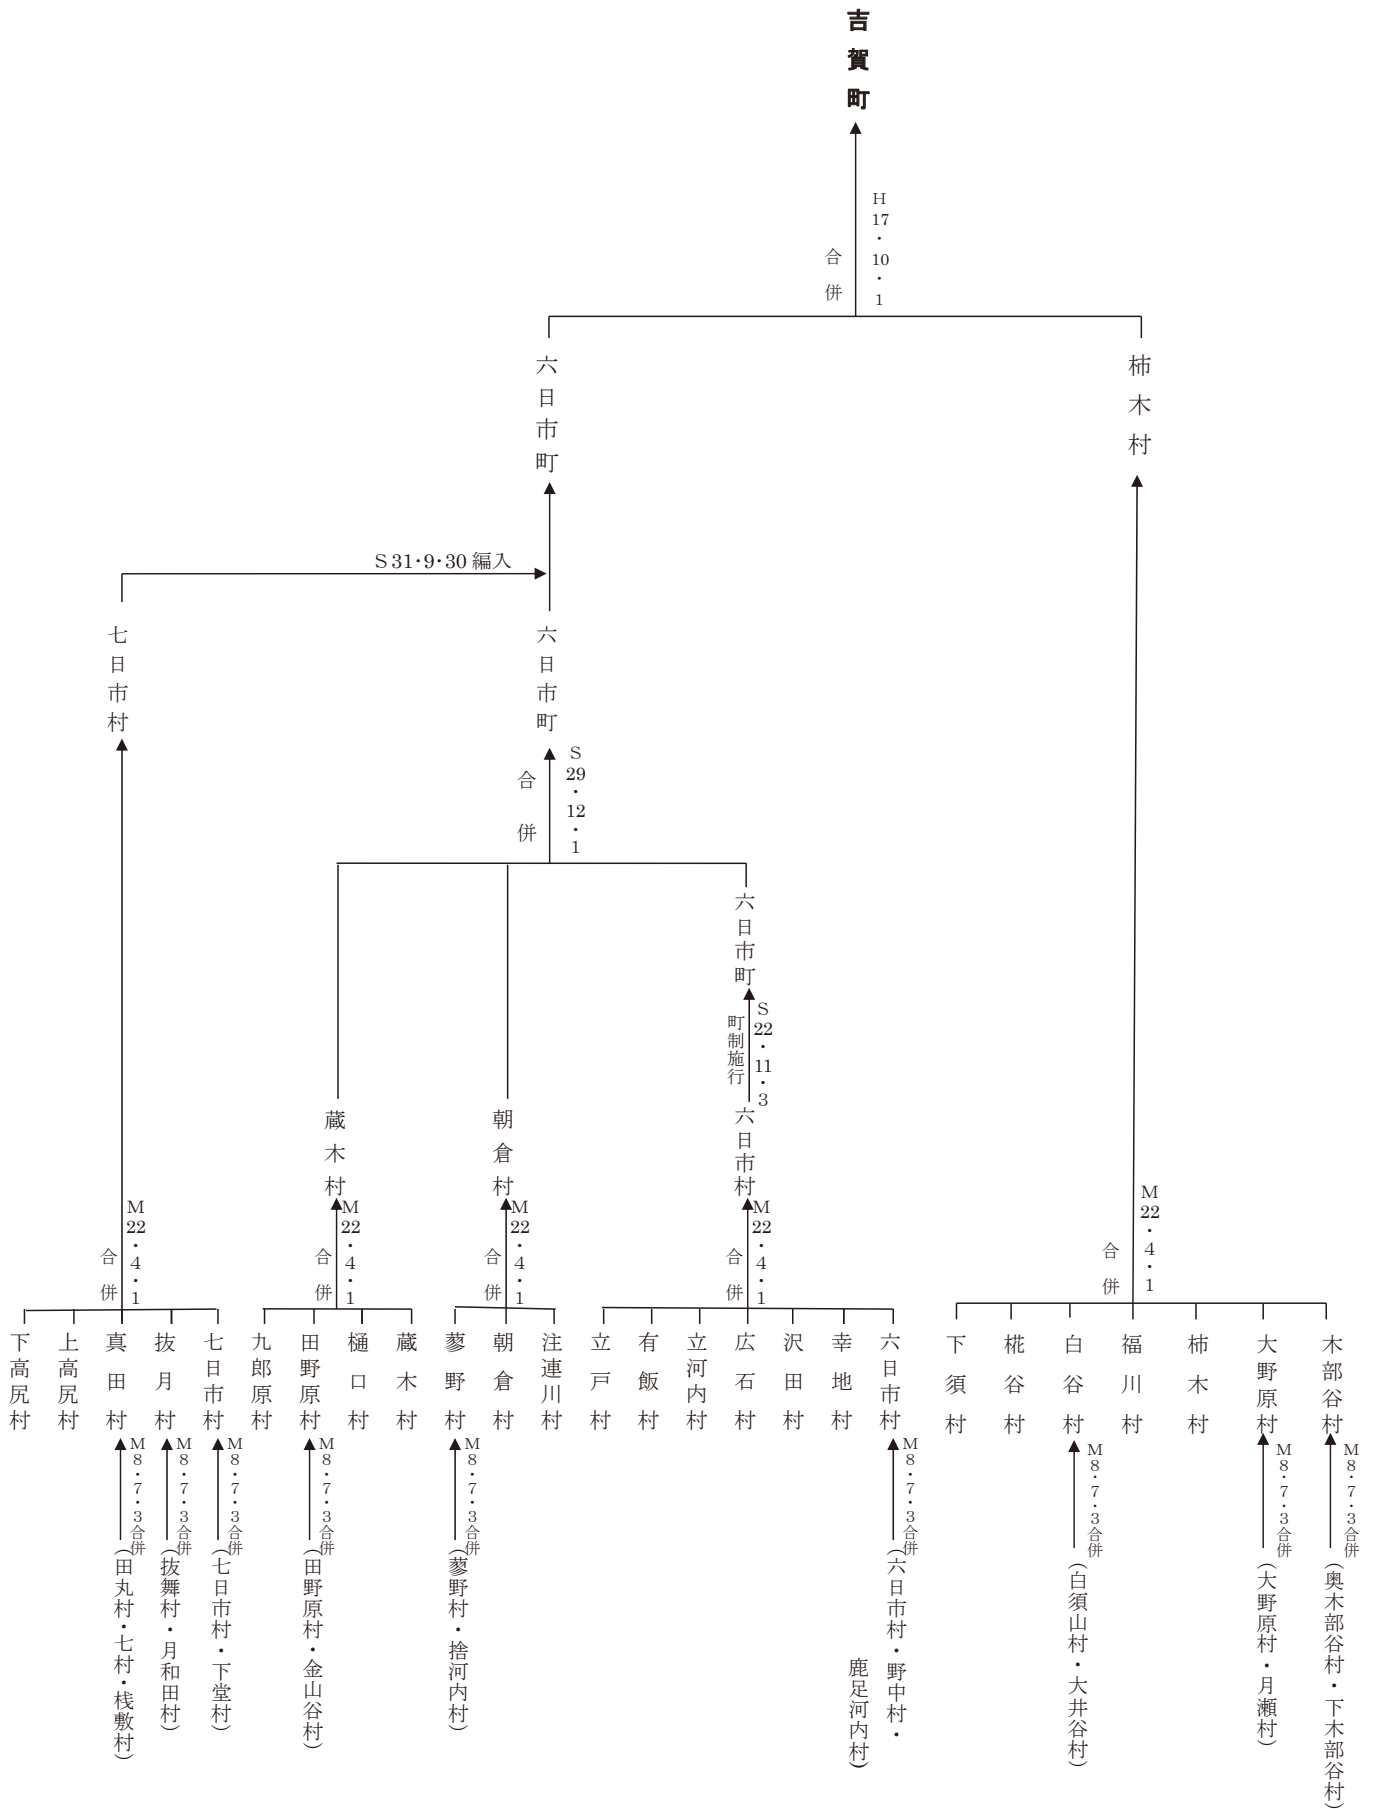 吉賀町
H17・10・1
合併
柿木村
六日市町
S31・9・30編入
六日市町
七日市村
S29・12・1
合併
六日市町
S22・11・3
町制施行
六日市村
朝倉村
蔵木村
M22・4・1
合併
M22・4・1
合併
M22・4・1
合併
M22・4・1
合併
M22・4・1
合併
木部谷村
大野原村
柿木村
福川村
白谷村
椛谷村
下須村
六日市村
幸地村
沢田村
広石村
立河内村
有飯村
立戸村
注連川村
朝倉村
蓼野村
蔵木村
樋口村
田野原村
九郎原村
七日市村
抜月村
真田村
上高尻村
下高尻村
M8・7・3合併
(奥木部谷村・下木部谷村)
M8・7・3合併
(大野原村・月瀬村)
M8・7・3合併
(白須山村・大井谷村)
M8・7・3合併
(六日市村・野中村・
鹿足河内村)
M8・7・3合併
(蓼野村・捨河内村)
M8・7・3合併
(田野原村・金山谷村)
M8・7・3合併
(七日市村・下堂村)
M8・7・3合併
(抜舞村・月和田村)
M8・7・3合併
(田丸村・七村・桟敷村)